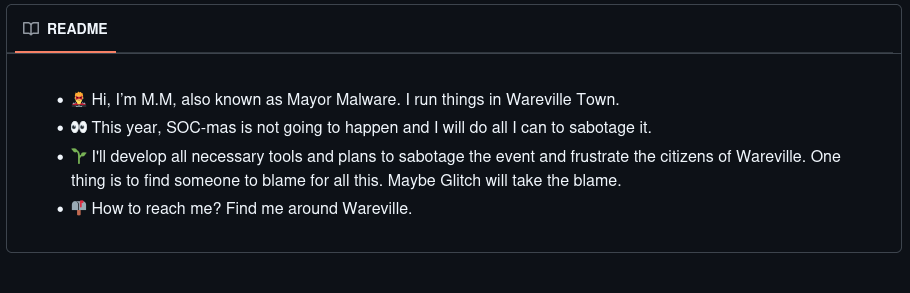 README
Hi, I'm M.M, also known as Mayor Malware. I run things in Wareville Town.
This year, SOC-mas is not going to happen and I will do all I can to sabotage it.
I'll develop all necessary tools and plans to sabotage the event and frustrate the citizens of Wareville. One
thing is to find someone to blame for all this. Maybe Glitch will take the blame.
How to reach me? Find me around Wareville.